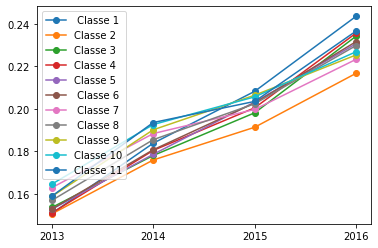 0.24
0.22
0.20
0.18
0.16
Classe 1
Classe 2
Classe 3
Classe 4
Classe 5
Classe 6
Classe 7
Classe 8
Classe 9
Classe 10
Classe 11
2013 2014 2015 2016